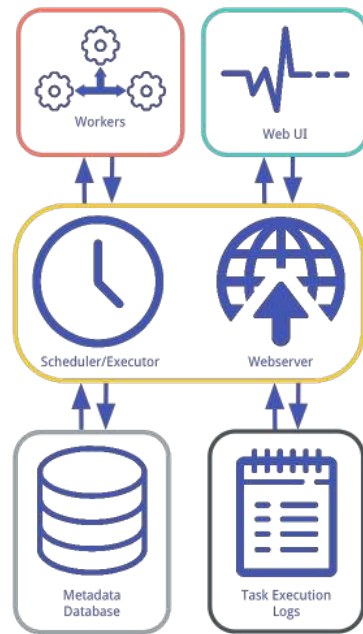 Workers
Web UI
Scheduler/Executor
Webserver
Metadata
Database
Task Execution
Logs